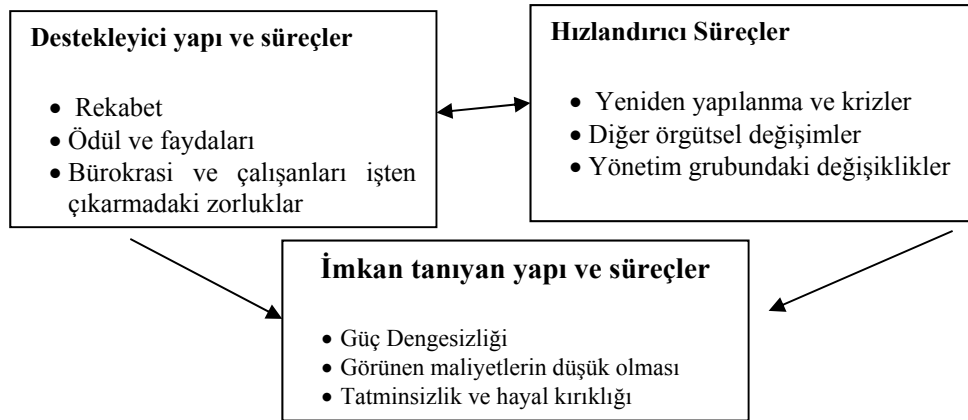 Destekleyici yapı ve süreçler
• Rekabet
• Ödül ve faydaları
• Bürokrasi ve çalışanları işten
çıkarmadaki zorluklar
Hızlandırıcı Süreçler
• Yeniden yapılanma ve krizler
• Diğer örgütsel değişimler
• Yönetim grubundaki değişiklikler
İmkan tanıyan yapı ve süreçler
• Güç Dengesizliği
• Görünen maliyetlerin düşük olması
• Tatminsizlik ve hayal kırıklığı